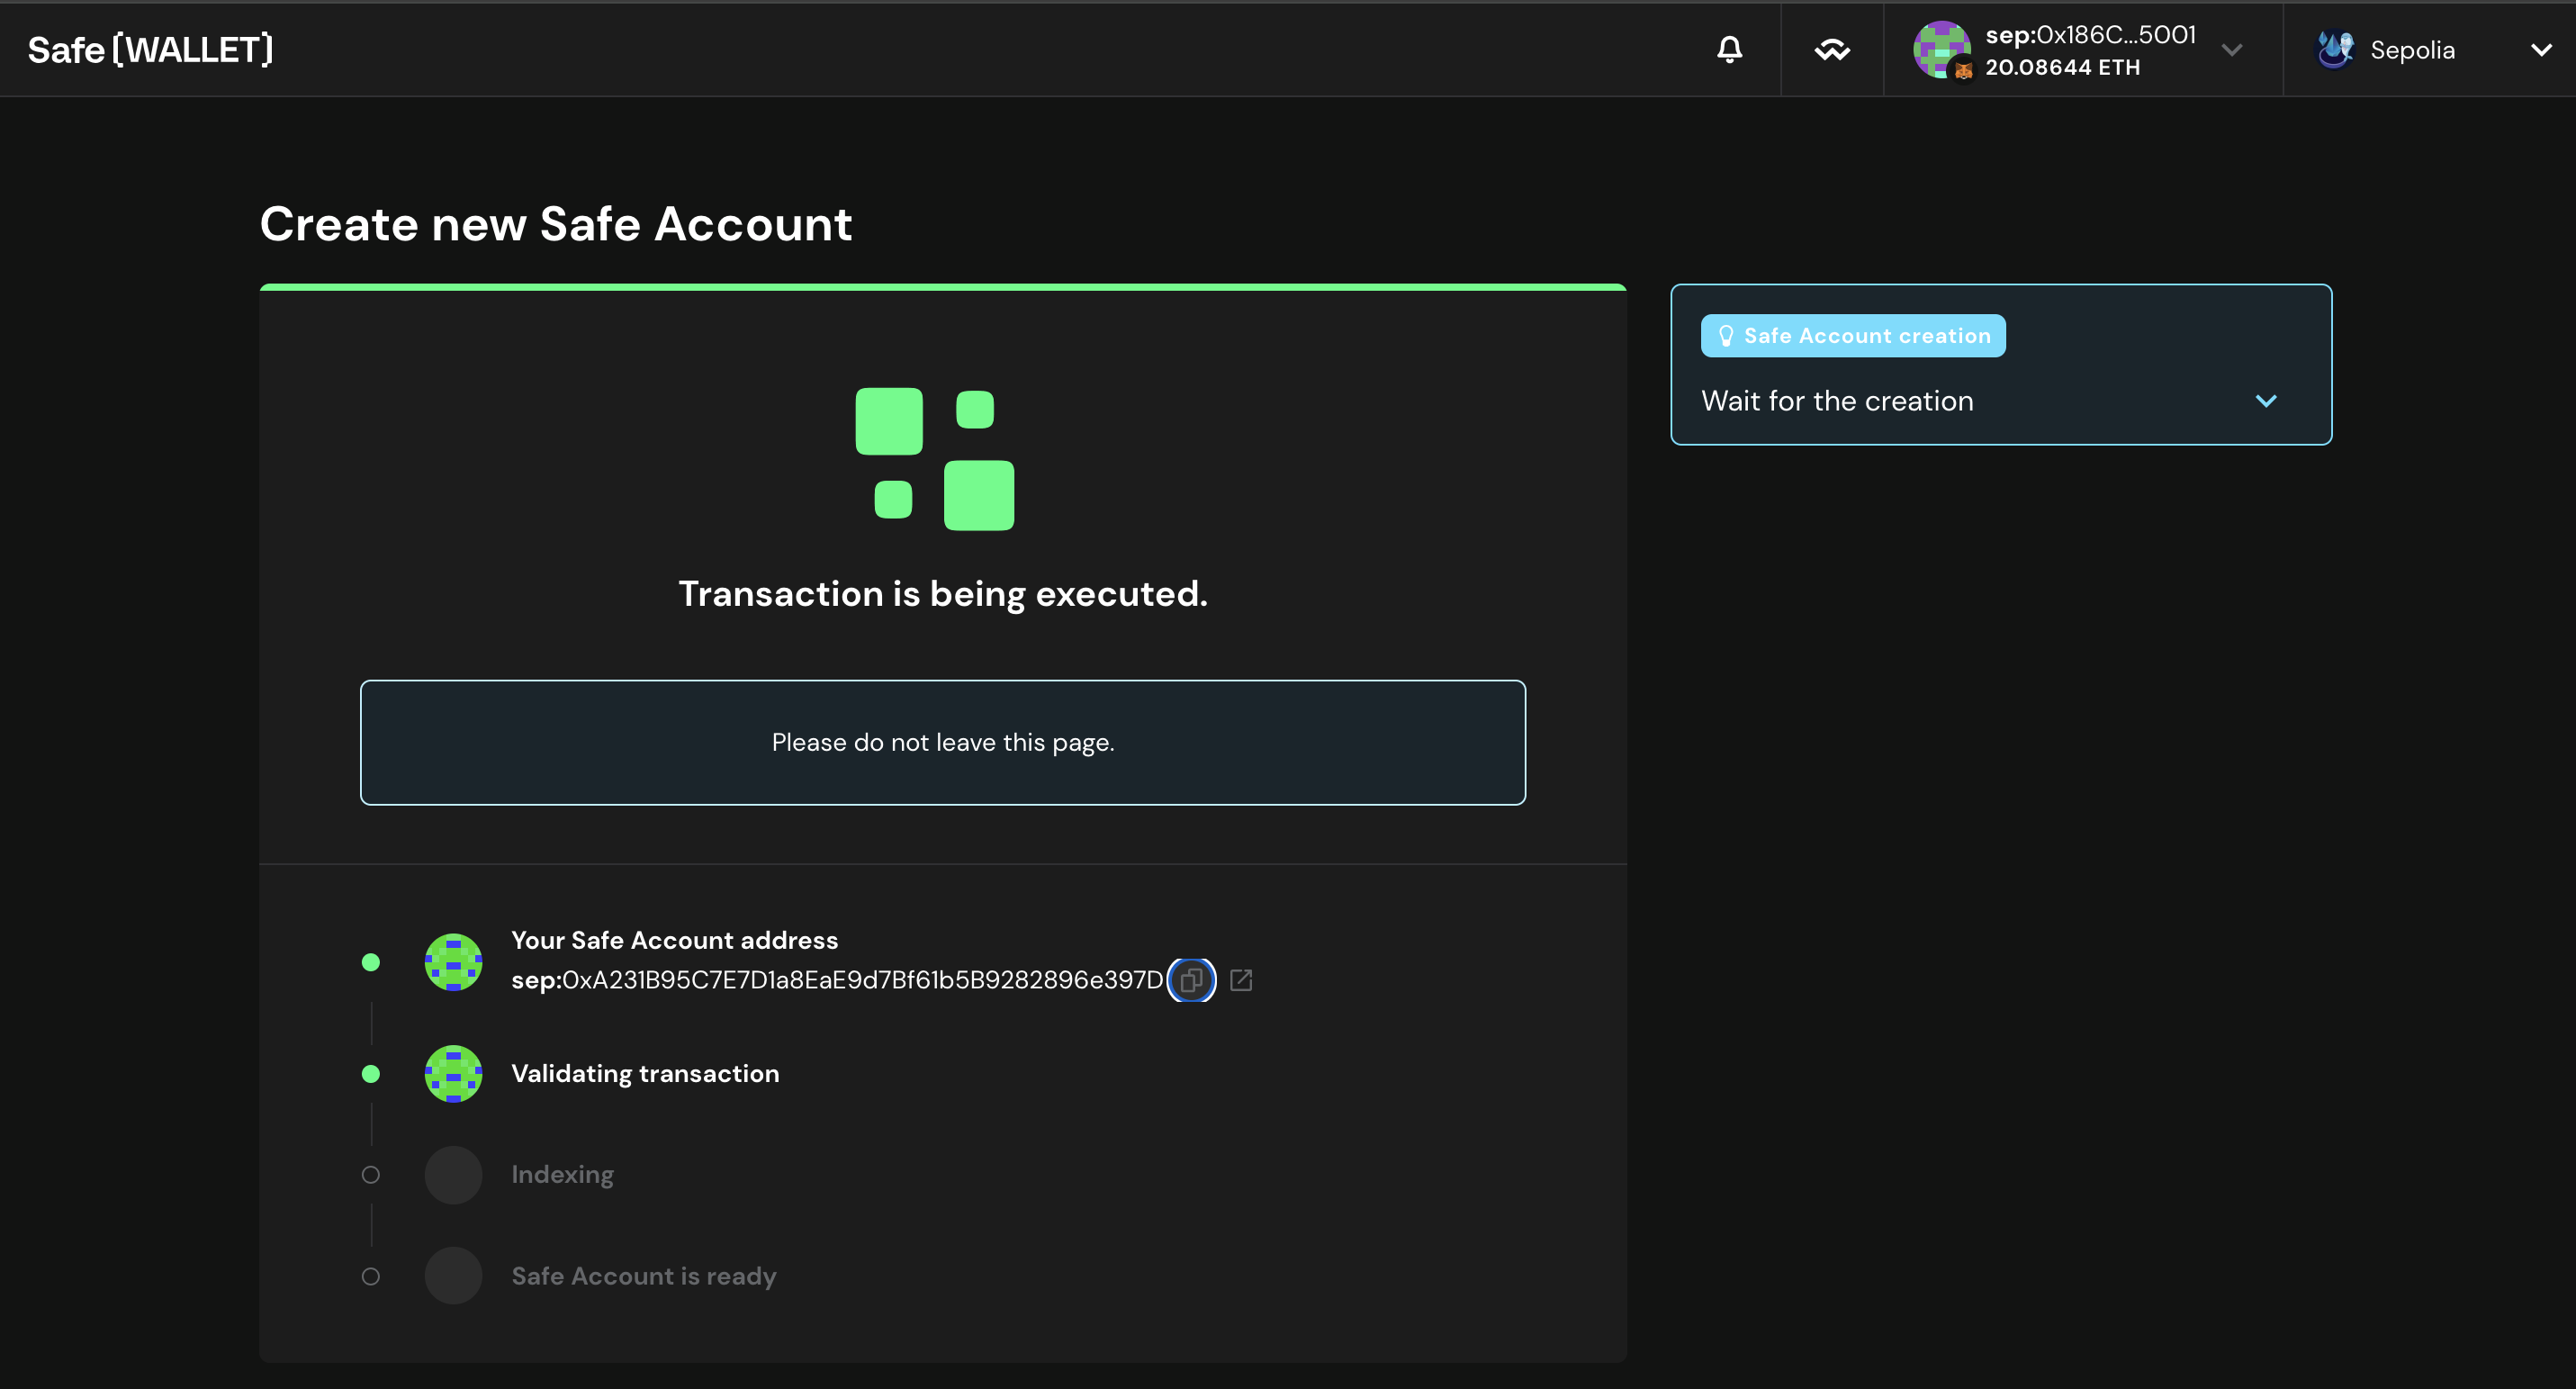 Safe{WALLET}
sep:0x186C...5001
20.08644 ETH
Sepolia
Create new Safe Account
Safe Account creation
Wait for the creation
Transaction is being executed.
Please do not leave this page.
Your Safe Account address
sep:0xA231B95C7E7D1a8EaE9d7Bf61b5B9282896e397D
Validating transaction
Indexing
Safe Account is ready